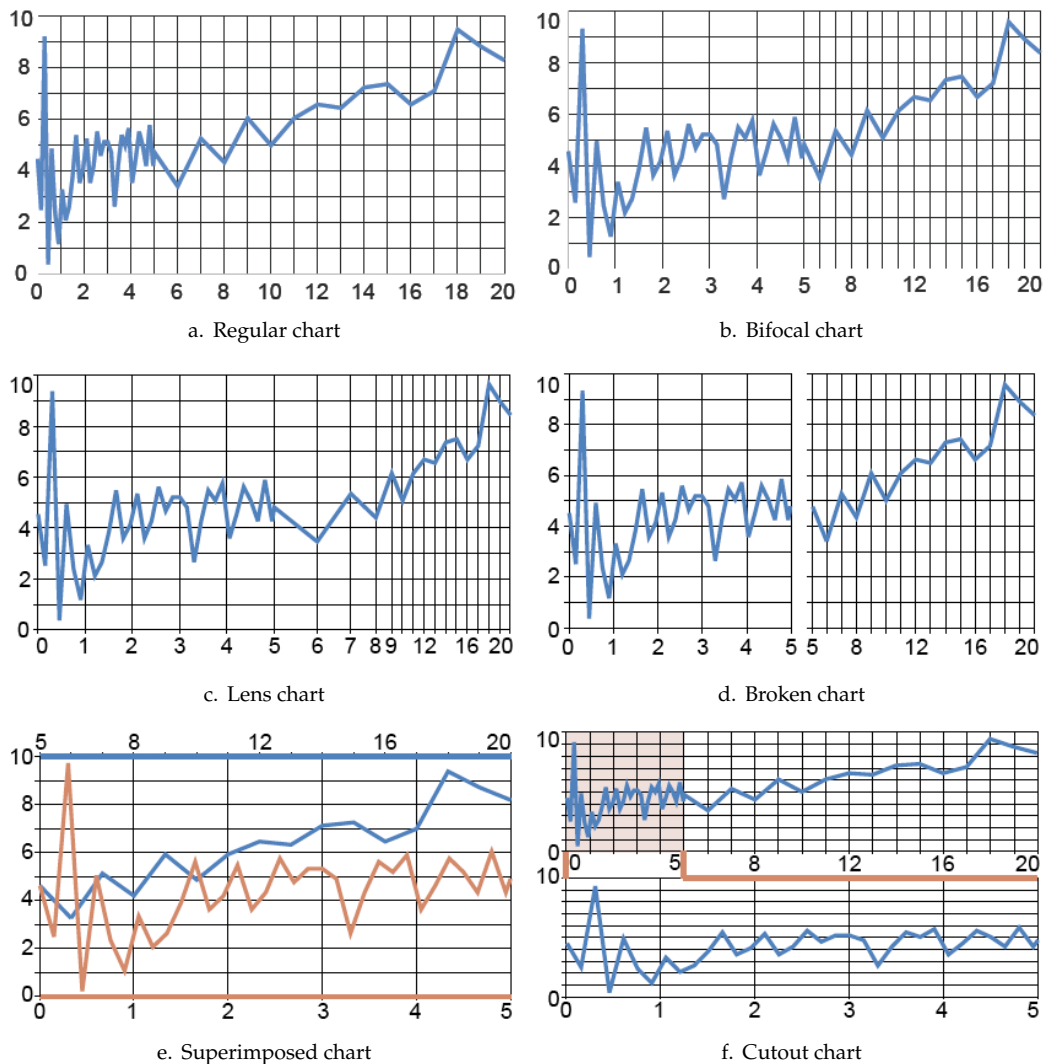 10
8
6
4
2
0
0 2 4 6 8 10 12 14 16 18 20
a. Regular chart
10
8
6
4
2
0
0 1 2 3 4 5 8 12 16 20
b. Bifocal chart
10
8
6
4
2
0
0 1 2 3 4 5 6 7 8 9 12 16 20
c. Lens chart
10
8
6
4
2
0
0 1 2 3 4 5 5 8 12 16 20
d. Broken chart
5 8 12 16 20
10
8
6
4
2
0
0 1 2 3 4 5
e. Superimposed chart
10
0
0 5 8 12 16 20
10
0
0 1 2 3 4 5
f. Cutout chart